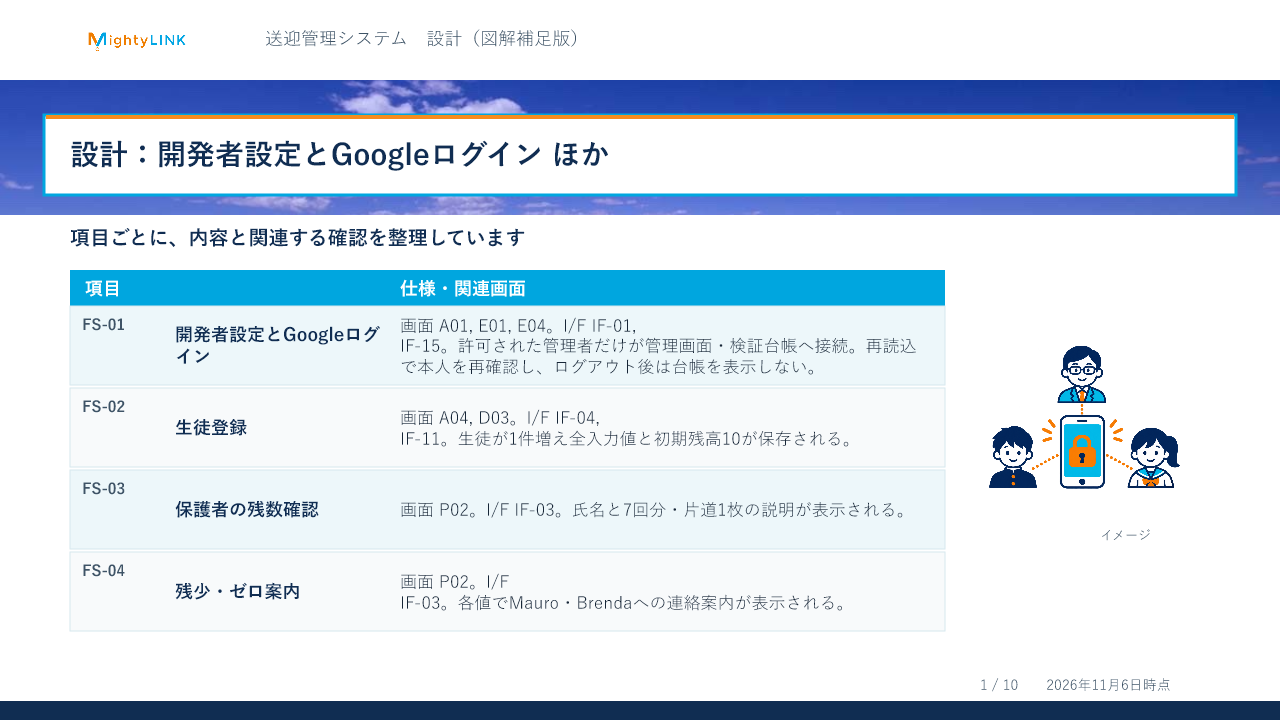 MightyLINK
送迎管理システム　設計（図解補足版）
設計：開発者設定とGoogleログイン ほか
項目ごとに、内容と関連する確認を整理しています
項目
仕様・関連画面
FS-01
開発者設定とGoogleログ
イン
画面 A01, E01, E04。I/F IF-01,
IF-15。許可された管理者だけが管理画面・検証台帳へ接続。再読込
で本人を再確認し、ログアウト後は台帳を表示しない。
FS-02
生徒登録
画面 A04, D03。I/F IF-04,
IF-11。生徒が1件増え全入力値と初期残高10が保存される。
FS-03
保護者の残数確認
画面 P02。I/F IF-03。氏名と7回分・片道1枚の説明が表示される。
FS-04
残少・ゼロ案内
画面 P02。I/F
IF-03。各値でMauro・Brendaへの連絡案内が表示される。
イメージ
1 / 10
2026年11月6日時点